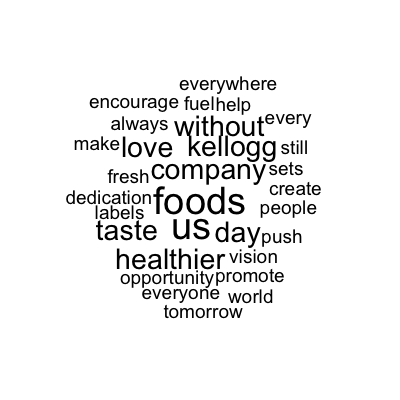 everywhere
encourage fuel help
always without every
make love kellogg still
fresh company sets
dedication foods create
labels people
taste us day push
healthier vision
opportunity promote
everyone world
tomorrow